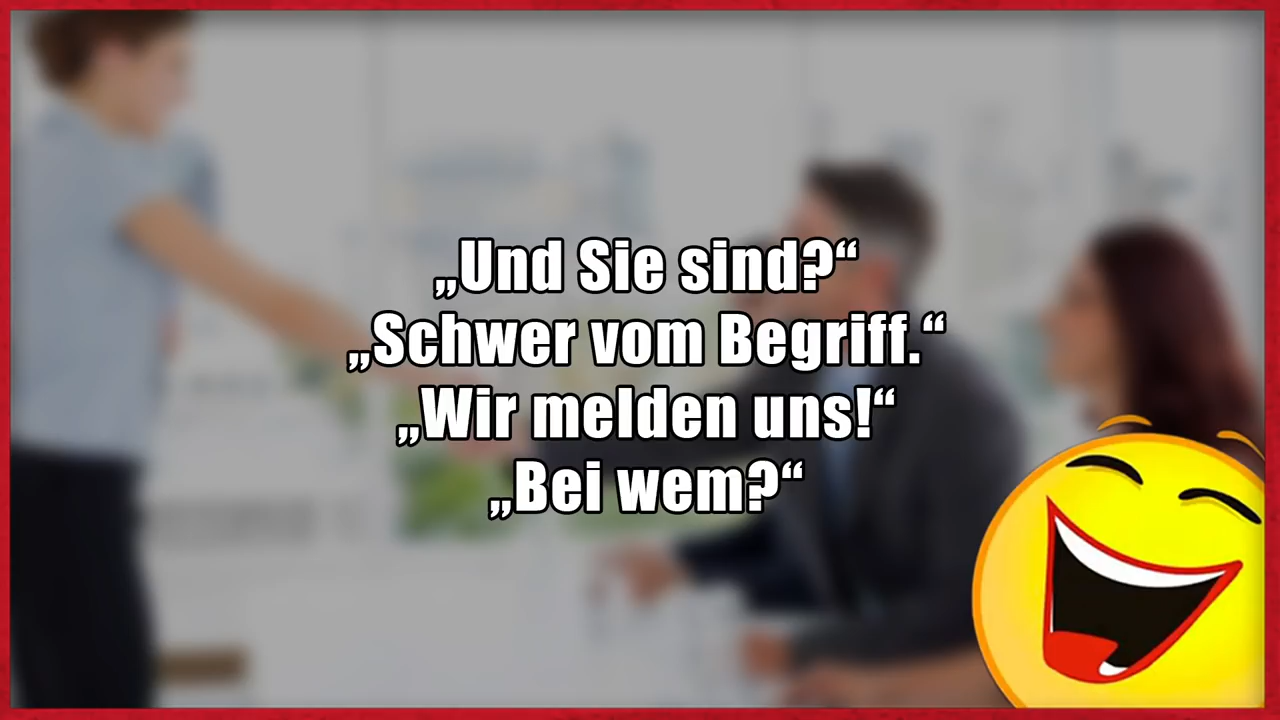 „Und Sie sind?“
„Schwer vom Begriff.“
„Wir melden uns!“
„Bei wem?“